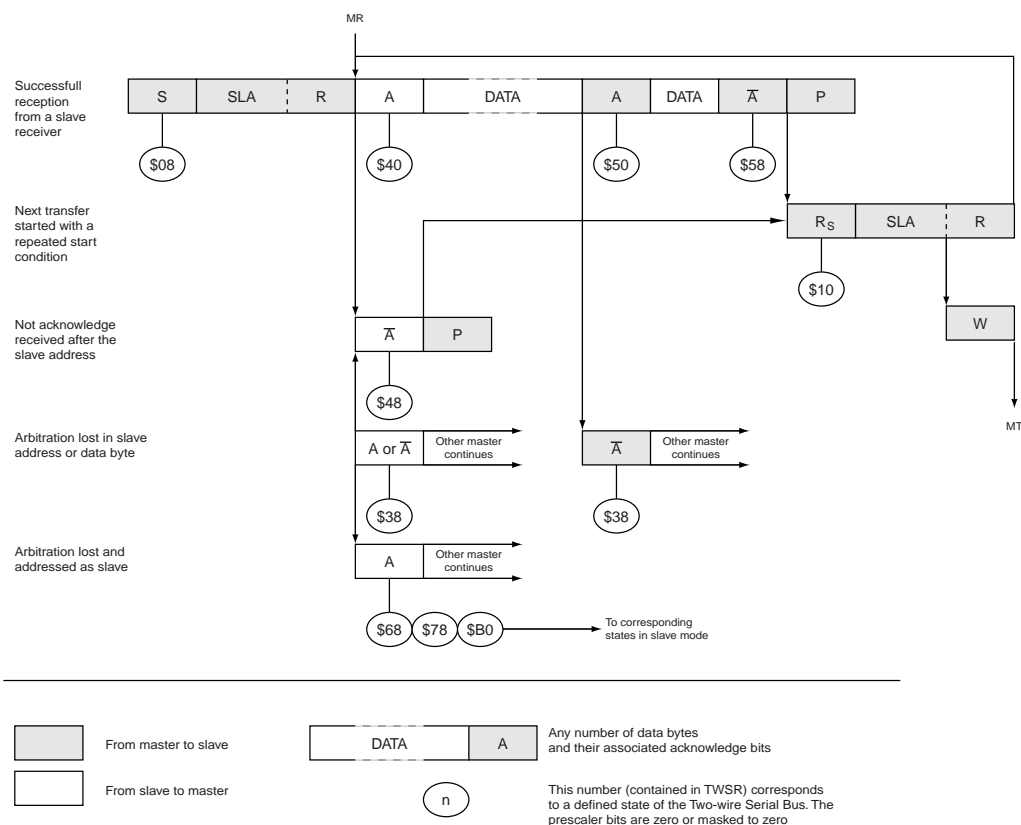 MR
Successfull
reception
from a slave
receiver
S SLA R A DATA A DATA A̅ P
$08 $40 $50 $58
Next transfer
started with a
repeated start
condition
RS SLA R
$10
Not acknowledge
received after the
slave address
A̅ P
W
$48
MT
Arbitration lost in slave
address or data byte
A or A̅ Other master
continues
A̅ Other master
continues
$38 $38
Arbitration lost and
addressed as slave
A Other master
continues
$68 $78 $B0
To corresponding
states in slave mode
From master to slave
DATA A
Any number of data bytes
and their associated acknowledge bits
From slave to master
n
This number (contained in TWSR) corresponds
to a defined state of the Two-wire Serial Bus. The
prescaler bits are zero or masked to zero